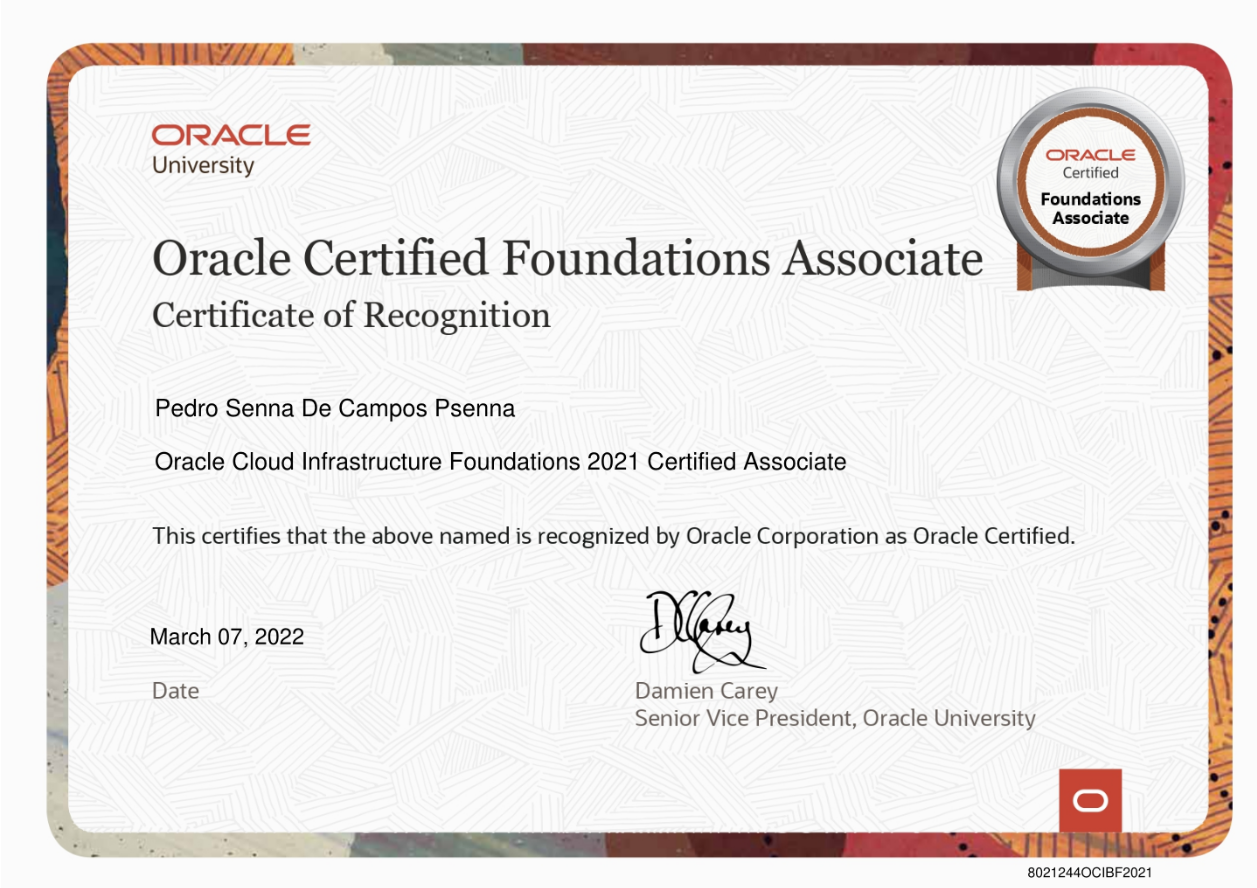 ORACLE
University
ORACLE
Certified
Foundations
Associate
Oracle Certified Foundations Associate
Certificate of Recognition
Pedro Senna De Campos Psenna
Oracle Cloud Infrastructure Foundations 2021 Certified Associate
This certifies that the above named is recognized by Oracle Corporation as Oracle Certified.
March 07, 2022
Date
DCCarey
Damien Carey
Senior Vice President, Oracle University
8021244OCIBF2021